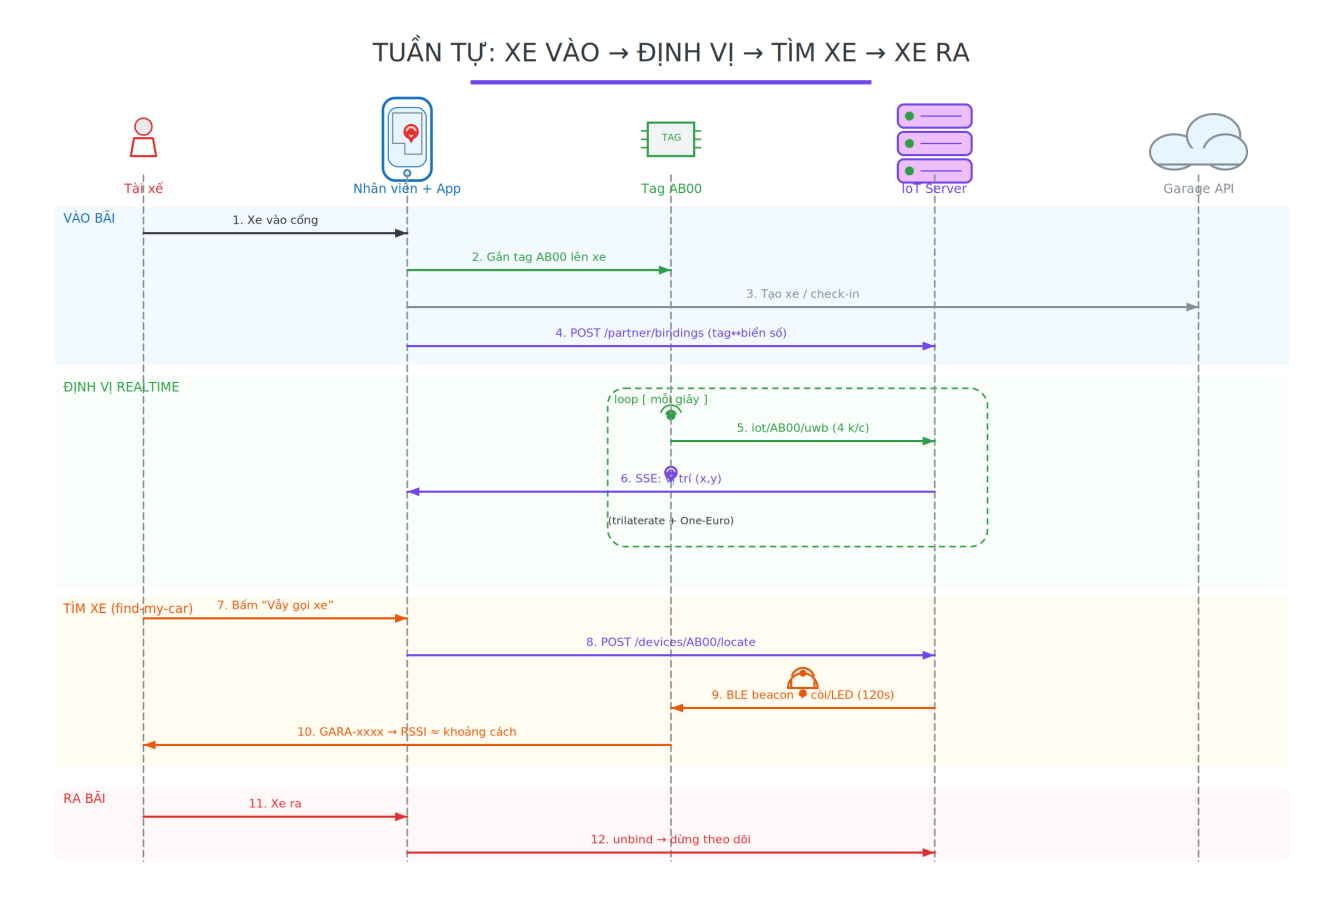 TUẦN TỰ: XE VÀO → ĐỊNH VỊ → TÌM XE → XE RA
TAG
Tài xế
Nhân viên + App
Tag AB00
IoT Server
Garage API
VÀO BÃI
1. Xe vào cổng
2. Gắn tag AB00 lên xe
3. Tạo xe / check-in
4. POST /partner/bindings (tag↔biển số)
ĐỊNH VỊ REALTIME
loop [ mỗi giây ]
5. iot/AB00/uwb (4 k/c)
6. SSE: vị trí (x,y)
(trilaterate + One-Euro)
TÌM XE (find-my-car)
7. Bấm “Vẫy gọi xe”
8. POST /devices/AB00/locate
9. BLE beacon + còi/LED (120s)
10. GARA-xxxx → RSSI ≈ khoảng cách
RA BÃI
11. Xe ra
12. unbind → dừng theo dõi